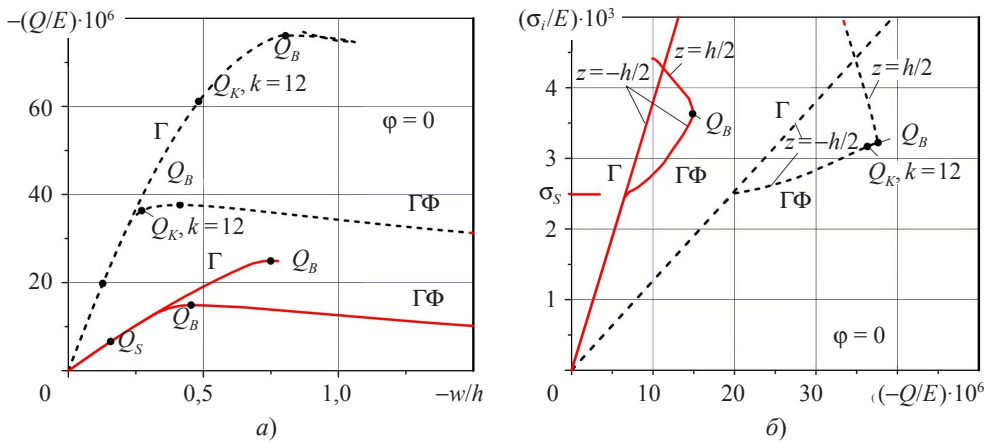 −(Q/E)·10⁶
Q_B
Q_K, k = 12
60
Γ
φ = 0
Q_B
40
Q_K, k = 12
Γ
Q_B
20
ΓΦ
Q_B
Q_S
0
0,5
1,0
−w/h
а)
(σ_i/E)·10³
z = h/2
z = −h/2
4
z = h/2
Q_B
Γ
Q_B
3
z = −h/2
Γ
ΓΦ
Q_K, k = 12
σ_S
ΓΦ
2
1
φ = 0
0
10
20
30
(−Q/E)·10⁶
б)